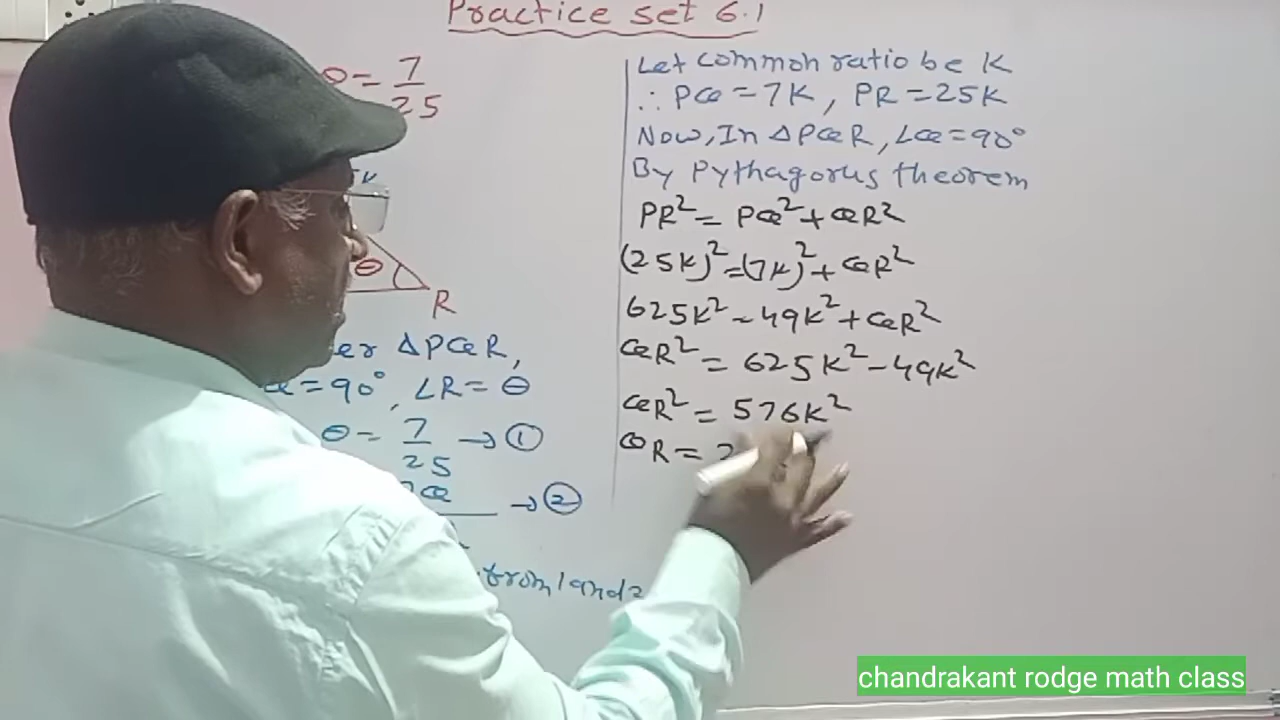 Practice set 6.1
θ = 7/25
θ
R
ΔPQR,
= 90°, ∠R = θ
θ = 7/25 → ①
→ ②
from 1 and 2
Let common ratio be K
∴ PQ = 7K, PR = 25K
Now, In ΔPQR, ∠Q = 90°
By Pythagorus theorem
PR² = PQ² + QR²
(25K)² = (7K)² + QR²
625K² = 49K² + QR²
QR² = 625K² - 49K²
QR² = 576K²
QR = 2
chandrakant rodge math class